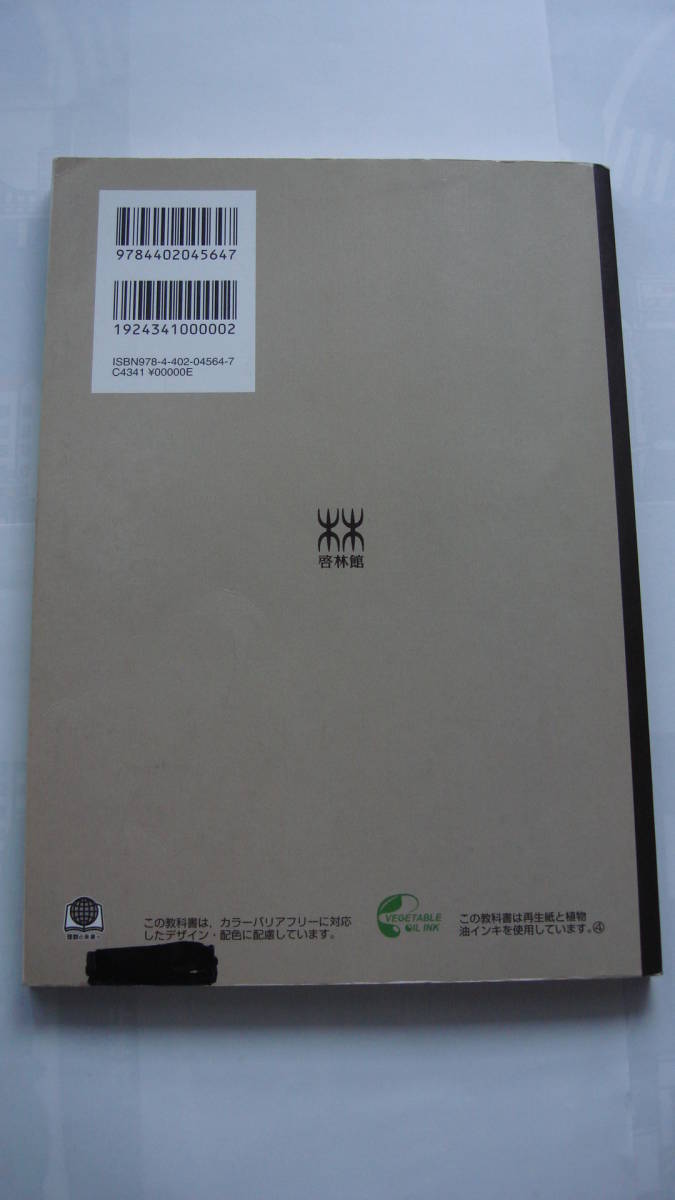 9784402045647
1924341000002
ISBN978-4-402-04564-7
C4341 ¥00000E
啓林館
この教科書は、カラーバリアフリーに対応
したデザイン・配色に配慮しています。
VEGETABLE
OIL INK
この教科書は再生紙と植物
油インキを使用しています。④